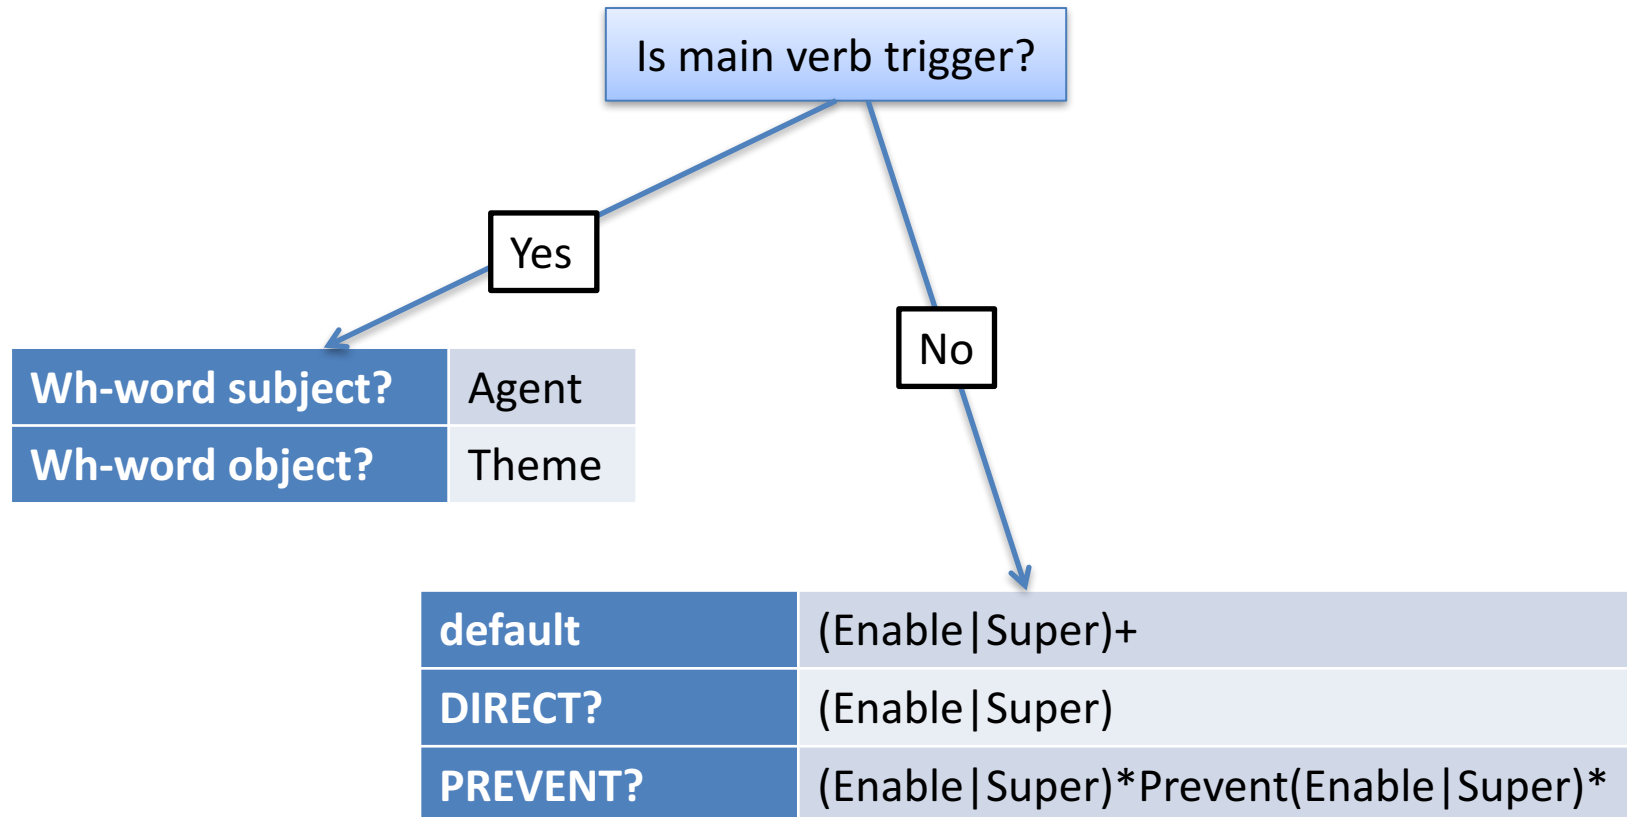 Is main verb trigger?
Yes
No
Wh-word subject? Agent
Wh-word object? Theme
default (Enable|Super)+
DIRECT? (Enable|Super)
PREVENT? (Enable|Super)*Prevent(Enable|Super)*